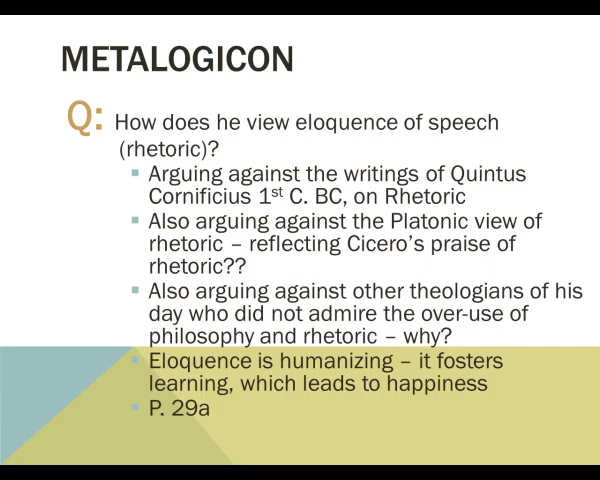 METALOGICON
Q: How does he view eloquence of speech
(rhetoric)?
▪ Arguing against the writings of Quintus
Cornificius 1st C. BC, on Rhetoric
▪ Also arguing against the Platonic view of
rhetoric – reflecting Cicero's praise of
rhetoric??
▪ Also arguing against other theologians of his
day who did not admire the over-use of
philosophy and rhetoric – why?
▪ Eloquence is humanizing – it fosters
learning, which leads to happiness
▪ P. 29a